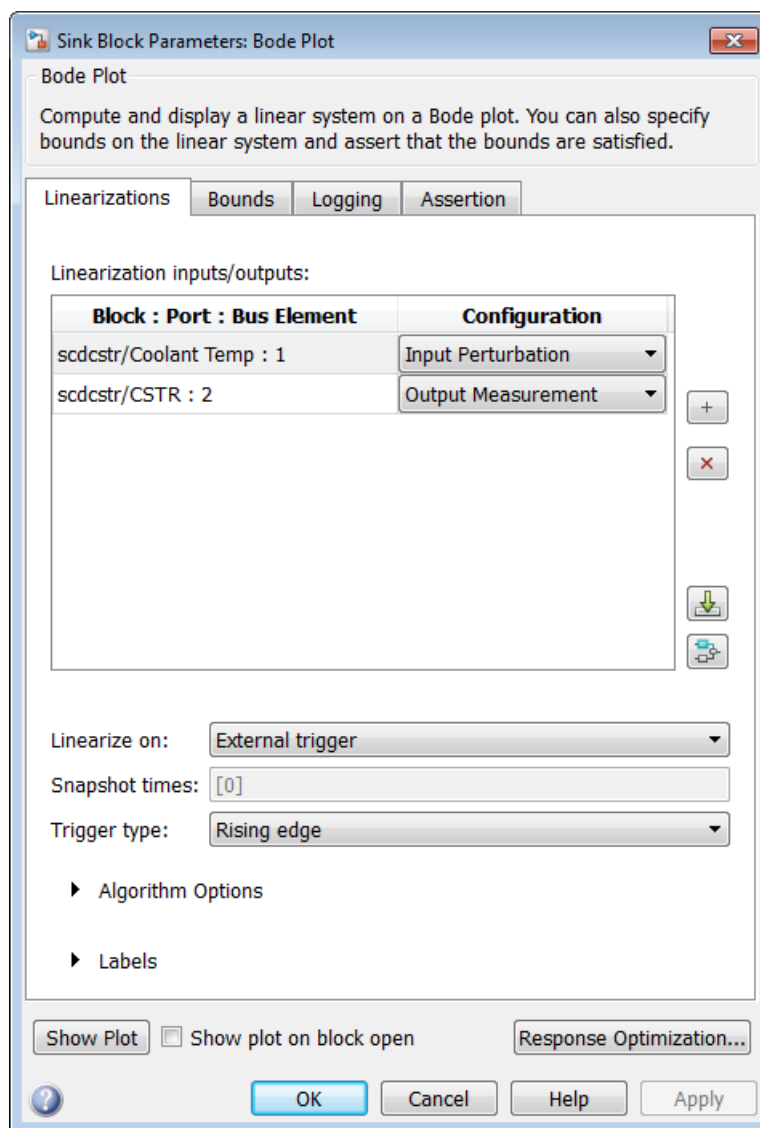 Sink Block Parameters: Bode Plot
Bode Plot
Compute and display a linear system on a Bode plot. You can also specify
bounds on the linear system and assert that the bounds are satisfied.
Linearizations Bounds Logging Assertion
Linearization inputs/outputs:
Block : Port : Bus Element Configuration
scdcstr/Coolant Temp : 1 Input Perturbation
scdcstr/CSTR : 2 Output Measurement
Linearize on: External trigger
Snapshot times: [0]
Trigger type: Rising edge
Algorithm Options
Labels
Show Plot Show plot on block open Response Optimization...
OK Cancel Help Apply